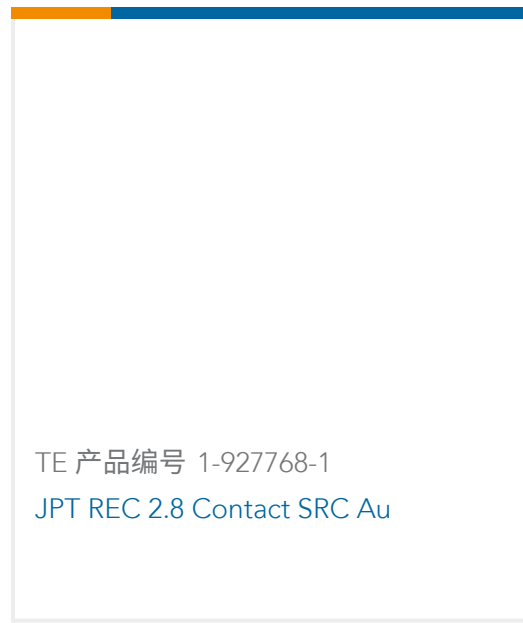 TE 产品编号 1-927768-1
JPT REC 2.8 Contact SRC Au